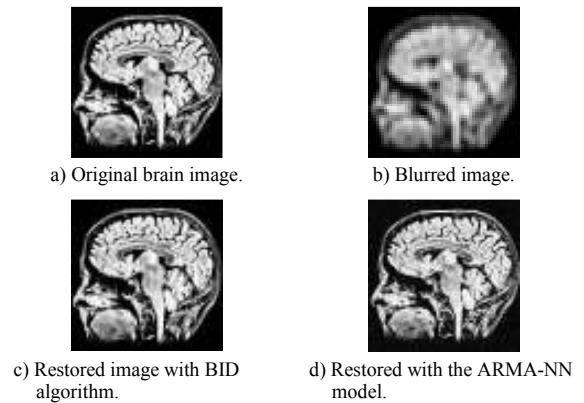 a) Original brain image.
b) Blurred image.
c) Restored image with BID
algorithm.
d) Restored with the ARMA-NN
model.